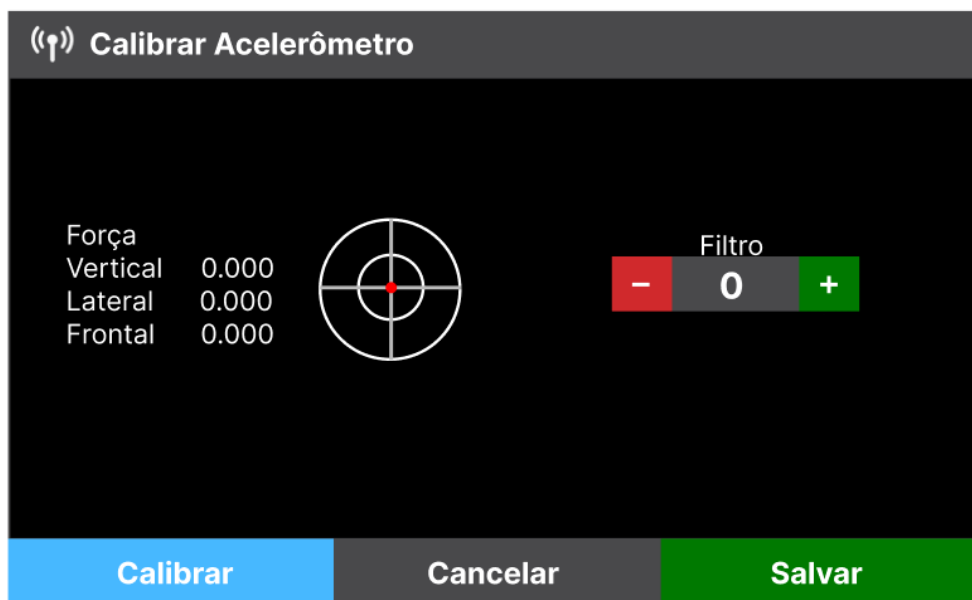 Calibrar Acelerômetro
Força
Vertical 0.000
Lateral 0.000
Frontal 0.000
Filtro
− 0 +
Calibrar Cancelar Salvar